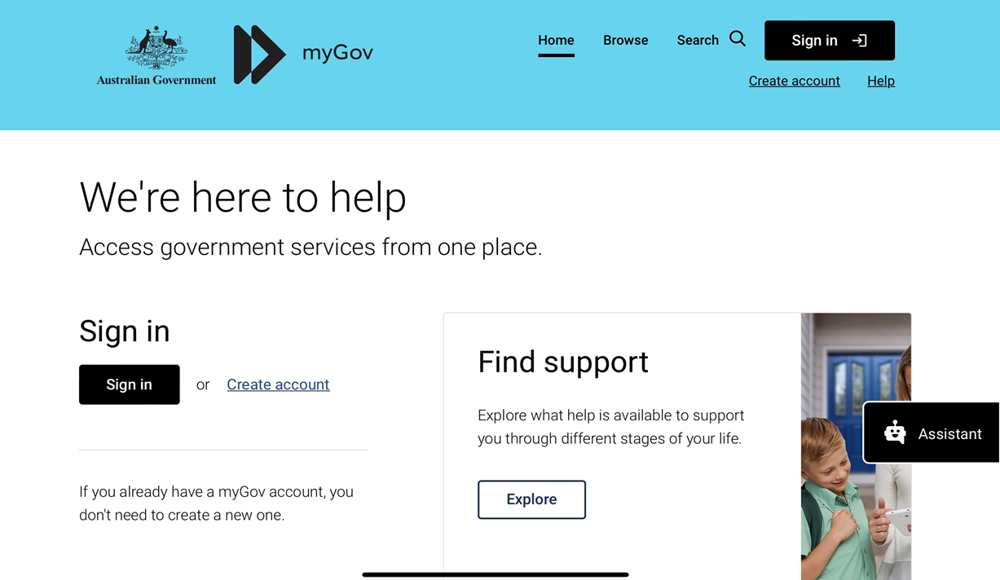 Australian Government
myGov
Home
Browse
Search
Sign in
Create account
Help
We're here to help
Access government services from one place.
Sign in
Sign in
or
Create account
If you already have a myGov account, you
don't need to create a new one.
Find support
Explore what help is available to support
you through different stages of your life.
Explore
Assistant